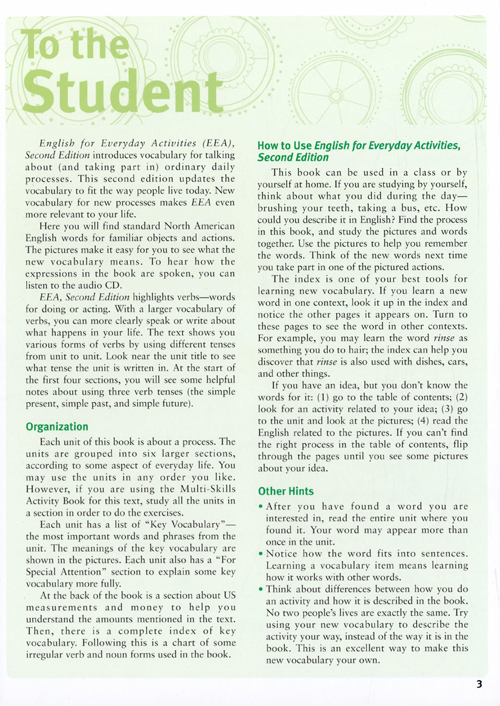 To the
Student
English for Everyday Activities (EEA),
Second Edition introduces vocabulary for talking
about (and taking part in) ordinary daily
processes. This second edition updates the
vocabulary to fit the way people live today. New
vocabulary for new processes makes EEA even
more relevant to your life.
Here you will find standard North American
English words for familiar objects and actions.
The pictures make it easy for you to see what the
new vocabulary means. To hear how the
expressions in the book are spoken, you can
listen to the audio CD.
EEA, Second Edition highlights verbs—words
for doing or acting. With a larger vocabulary of
verbs, you can more clearly speak or write about
what happens in your life. The text shows you
various forms of verbs by using different tenses
from unit to unit. Look near the unit title to see
what tense the unit is written in. At the start of
the first four sections, you will see some helpful
notes about using three verb tenses (the simple
present, simple past, and simple future).
Organization
Each unit of this book is about a process. The
units are grouped into six larger sections,
according to some aspect of everyday life. You
may use the units in any order you like.
However, if you are using the Multi-Skills
Activity Book for this text, study all the units in
a section in order to do the exercises.
Each unit has a list of "Key Vocabulary"—
the most important words and phrases from the
unit. The meanings of the key vocabulary are
shown in the pictures. Each unit also has a "For
Special Attention" section to explain some key
vocabulary more fully.
At the back of the book is a section about US
measurements and money to help you
understand the amounts mentioned in the text.
Then, there is a complete index of key
vocabulary. Following this is a chart of some
irregular verb and noun forms used in the book.
How to Use English for Everyday Activities,
Second Edition
This book can be used in a class or by
yourself at home. If you are studying by yourself,
think about what you did during the day—
brushing your teeth, taking a bus, etc. How
could you describe it in English? Find the process
in this book, and study the pictures and words
together. Use the pictures to help you remember
the words. Think of the new words next time
you take part in one of the pictured actions.
The index is one of your best tools for
learning new vocabulary. If you learn a new
word in one context, look it up in the index and
notice the other pages it appears on. Turn to
these pages to see the word in other contexts.
For example, you may learn the word rinse as
something you do to hair; the index can help you
discover that rinse is also used with dishes, cars,
and other things.
If you have an idea, but you don't know the
words for it: (1) go to the table of contents; (2)
look for an activity related to your idea; (3) go
to the unit and look at the pictures; (4) read the
English related to the pictures. If you can't find
the right process in the table of contents, flip
through the pages until you see some pictures
about your idea.
Other Hints
• After you have found a word you are
interested in, read the entire unit where you
found it. Your word may appear more than
once in the unit.
• Notice how the word fits into sentences.
Learning a vocabulary item means learning
how it works with other words.
• Think about differences between how you do
an activity and how it is described in the book.
No two people's lives are exactly the same. Try
using your new vocabulary to describe the
activity your way, instead of the way it is in the
book. This is an excellent way to make this
new vocabulary your own.
3